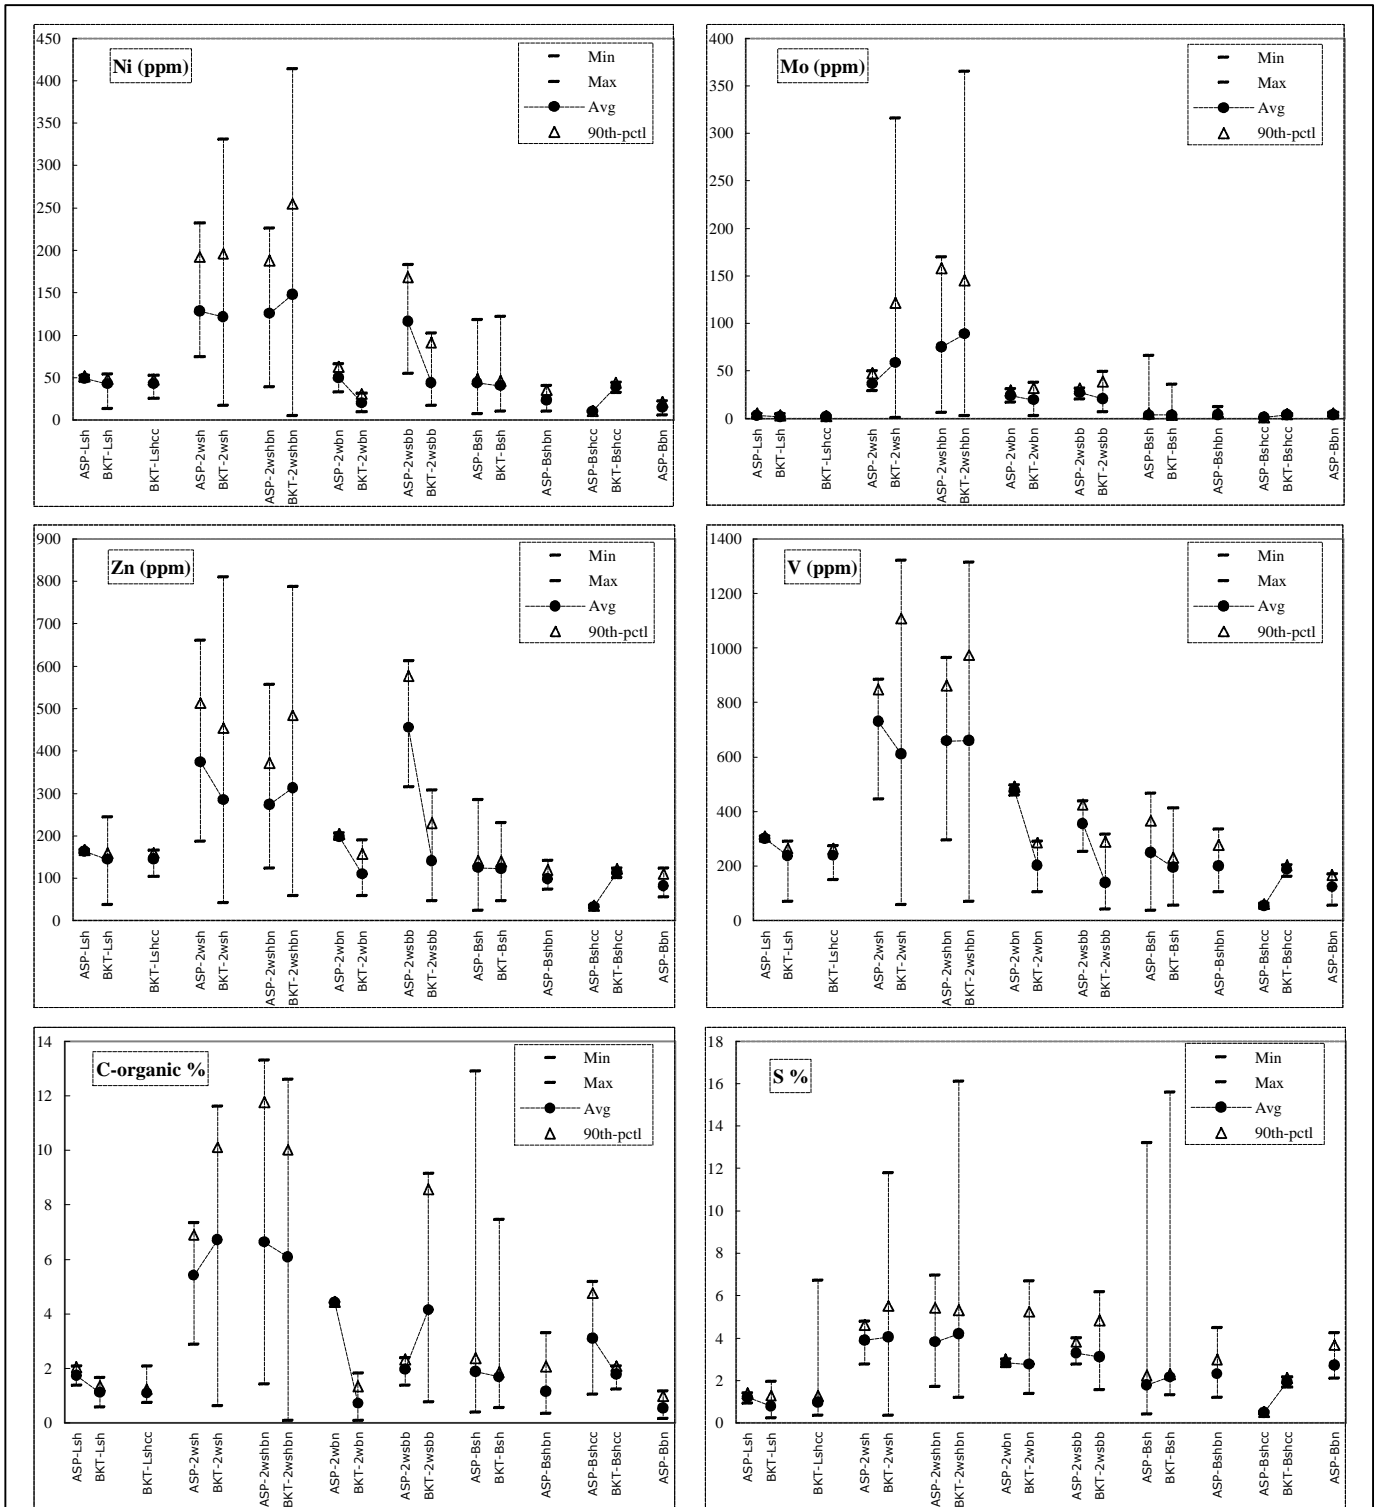 Ni (ppm)
Min
Max
Avg
90th-pctl
450
400
350
300
250
200
150
100
50
0
ASP-Lsh
BKT-Lsh
BKT-Lshcc
ASP-2wsh
BKT-2wsh
ASP-2wshbn
BKT-2wshbn
ASP-2wbn
BKT-2wbn
ASP-2wsbb
BKT-2wsbb
ASP-Bsh
BKT-Bsh
ASP-Bshbn
ASP-Bshcc
BKT-Bshcc
ASP-Bbn
Mo (ppm)
Min
Max
Avg
90th-pctl
400
350
300
250
200
150
100
50
0
ASP-Lsh
BKT-Lsh
BKT-Lshcc
ASP-2wsh
BKT-2wsh
ASP-2wshbn
BKT-2wshbn
ASP-2wbn
BKT-2wbn
ASP-2wsbb
BKT-2wsbb
ASP-Bsh
BKT-Bsh
ASP-Bshbn
ASP-Bshcc
BKT-Bshcc
ASP-Bbn
Zn (ppm)
Min
Max
Avg
90th-pctl
900
800
700
600
500
400
300
200
100
0
ASP-Lsh
BKT-Lsh
BKT-Lshcc
ASP-2wsh
BKT-2wsh
ASP-2wshbn
BKT-2wshbn
ASP-2wbn
BKT-2wbn
ASP-2wsbb
BKT-2wsbb
ASP-Bsh
BKT-Bsh
ASP-Bshbn
ASP-Bshcc
BKT-Bshcc
ASP-Bbn
V (ppm)
Min
Max
Avg
90th-pctl
1400
1200
1000
800
600
400
200
0
ASP-Lsh
BKT-Lsh
BKT-Lshcc
ASP-2wsh
BKT-2wsh
ASP-2wshbn
BKT-2wshbn
ASP-2wbn
BKT-2wbn
ASP-2wsbb
BKT-2wsbb
ASP-Bsh
BKT-Bsh
ASP-Bshbn
ASP-Bshcc
BKT-Bshcc
ASP-Bbn
C-organic %
Min
Max
Avg
90th-pctl
14
12
10
8
6
4
2
0
ASP-Lsh
BKT-Lsh
BKT-Lshcc
ASP-2wsh
BKT-2wsh
ASP-2wshbn
BKT-2wshbn
ASP-2wbn
BKT-2wbn
ASP-2wsbb
BKT-2wsbb
ASP-Bsh
BKT-Bsh
ASP-Bshbn
ASP-Bshcc
BKT-Bshcc
ASP-Bbn
S %
Min
Max
Avg
90th-pctl
18
16
14
12
10
8
6
4
2
0
ASP-Lsh
BKT-Lsh
BKT-Lshcc
ASP-2wsh
BKT-2wsh
ASP-2wshbn
BKT-2wshbn
ASP-2wbn
BKT-2wbn
ASP-2wsbb
BKT-2wsbb
ASP-Bsh
BKT-Bsh
ASP-Bshbn
ASP-Bshcc
BKT-Bshcc
ASP-Bbn